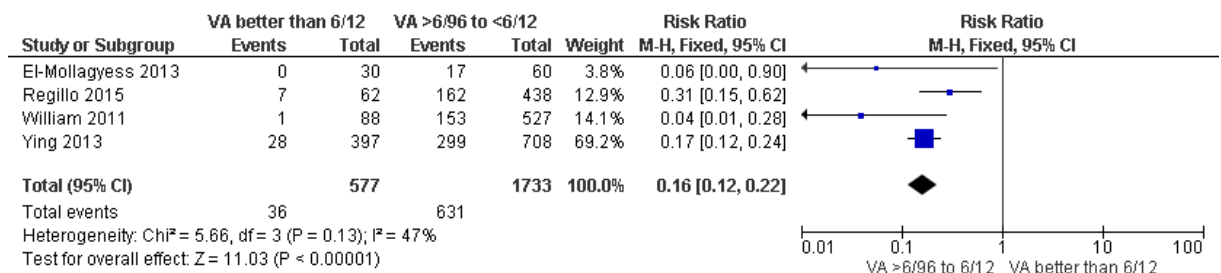 VA better than 6/12 VA >6/96 to <6/12 Risk Ratio Risk Ratio
Study or Subgroup Events Total Events Total Weight M-H, Fixed, 95% CI M-H, Fixed, 95% CI
El-Mollagyess 2013 0 30 17 60 3.8% 0.06 [0.00, 0.90]
Regillo 2015 7 62 162 438 12.9% 0.31 [0.15, 0.62]
William 2011 1 88 153 527 14.1% 0.04 [0.01, 0.28]
Ying 2013 28 397 299 708 69.2% 0.17 [0.12, 0.24]
Total (95% CI) 577 1733 100.0% 0.16 [0.12, 0.22]
Total events 36 631
Heterogeneity: Chi² = 5.66, df = 3 (P = 0.13); I² = 47%
Test for overall effect: Z = 11.03 (P < 0.00001)
0.01 0.1 1 10 100
VA >6/96 to 6/12 VA better than 6/12